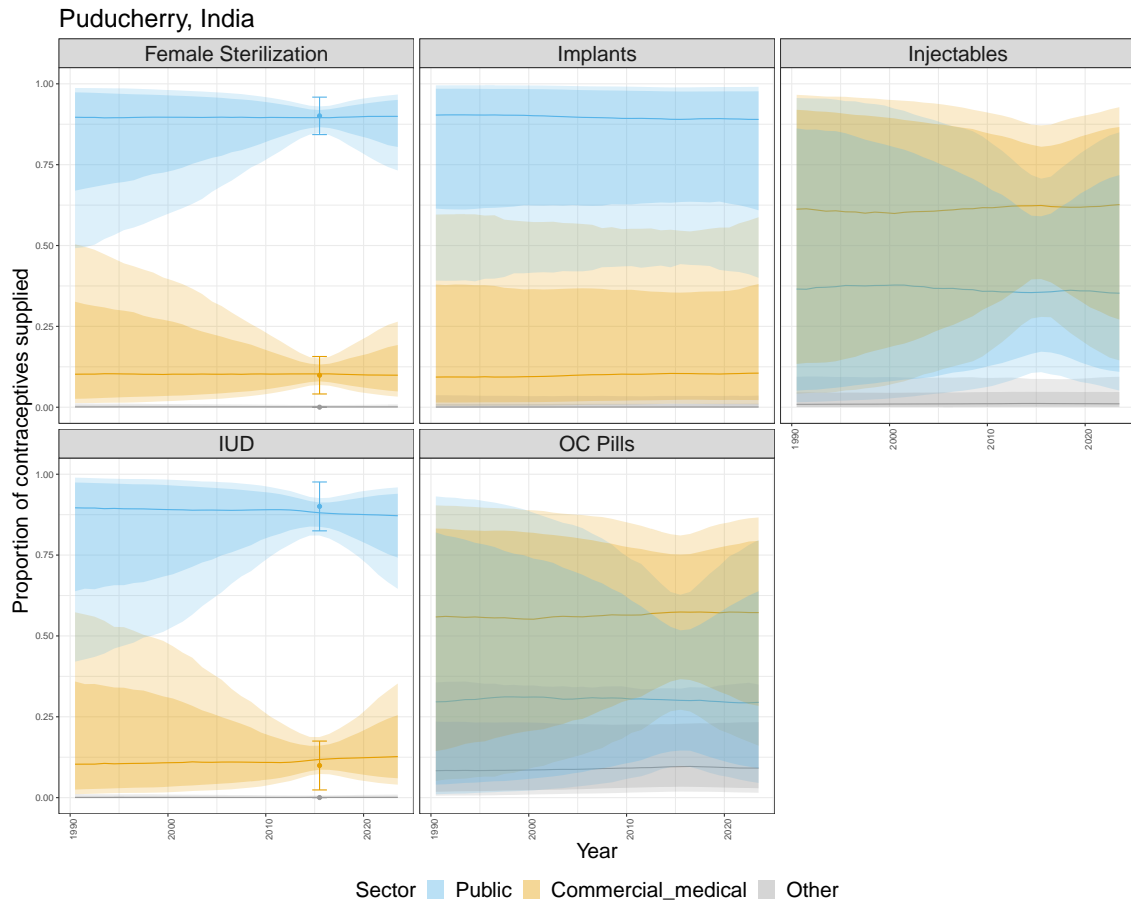 Puducherry, India
Female Sterilization
Implants
Injectables
1.00
0.75
0.50
0.25
0.00
1990
2000
2010
2020
IUD
OC Pills
1.00
0.75
0.50
0.25
0.00
1990
2000
2010
2020
1990
2000
2010
2020
Proportion of contraceptives supplied
Year
Sector Public Commercial_medical Other